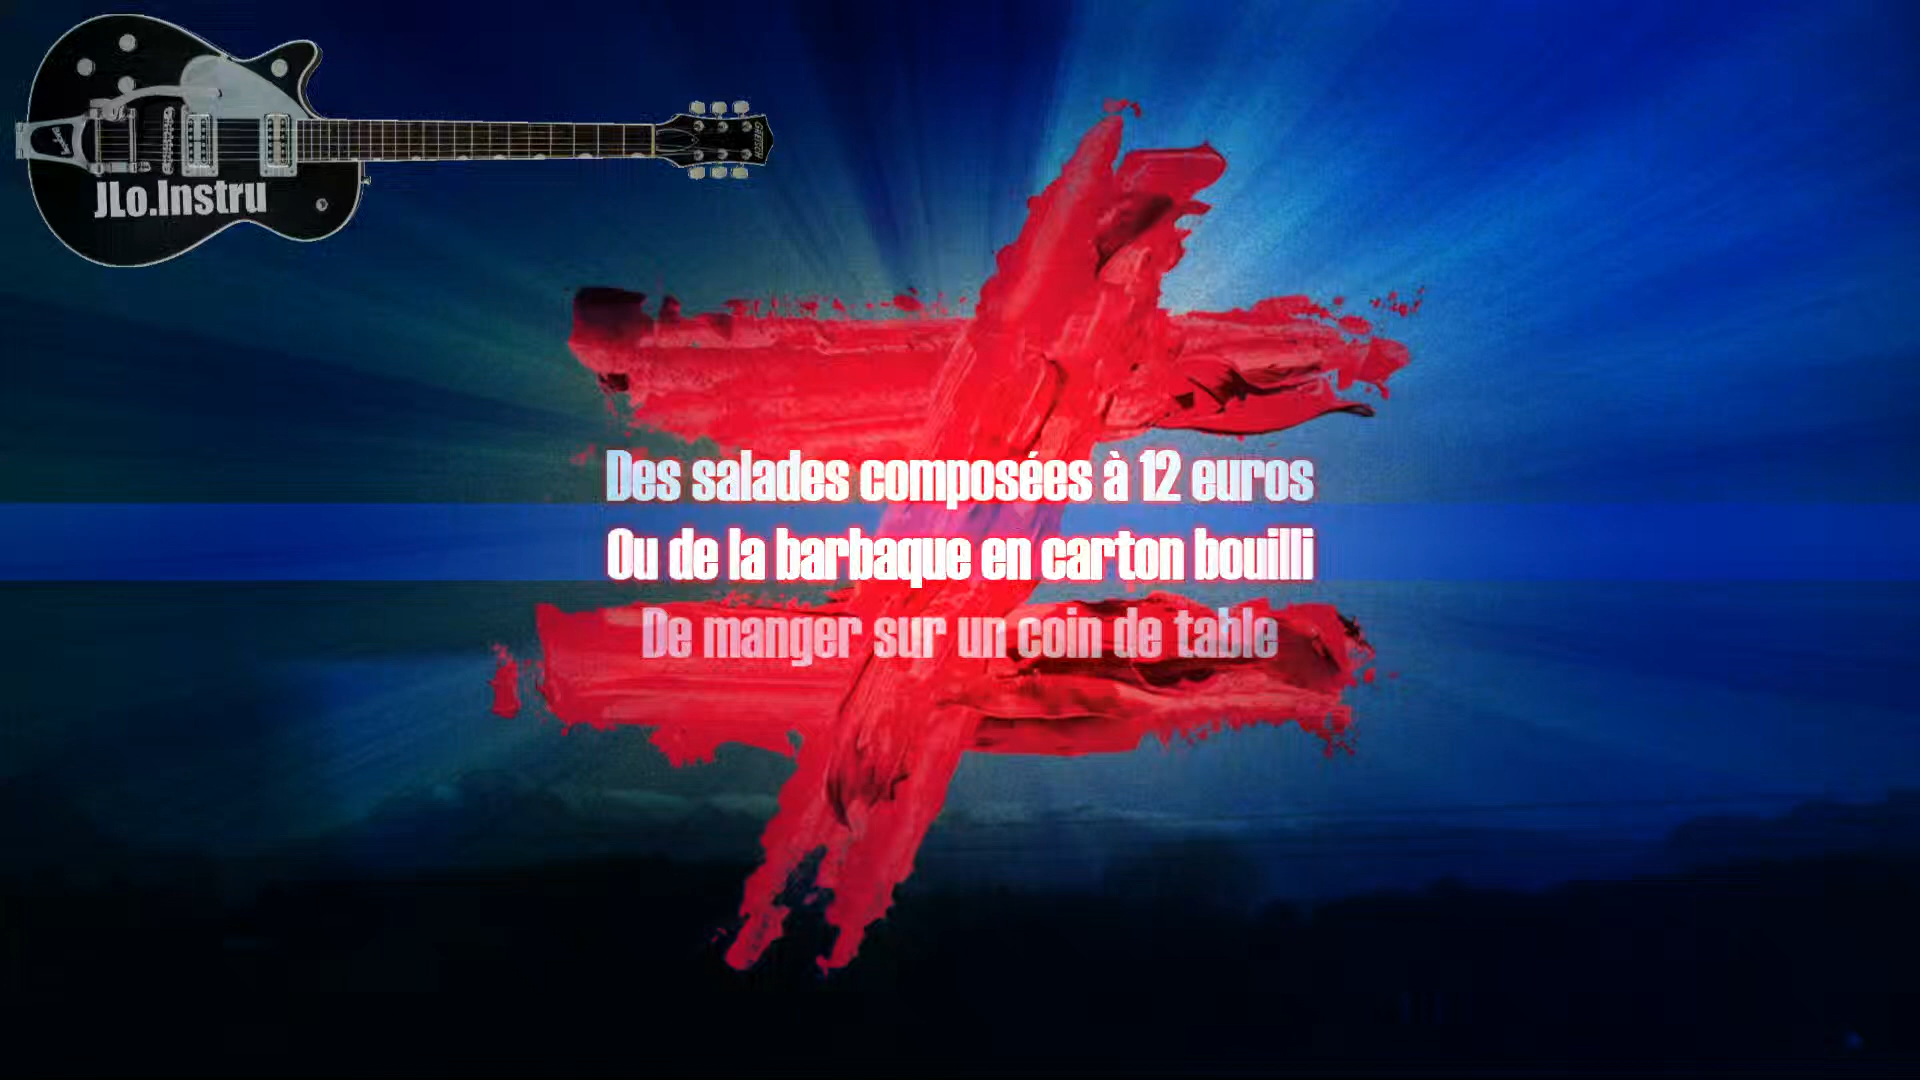 GRETSCH
JLo.Instru
Des salades composées à 12 euros
Ou de la barbaque en carton bouilli
De manger sur un coin de table